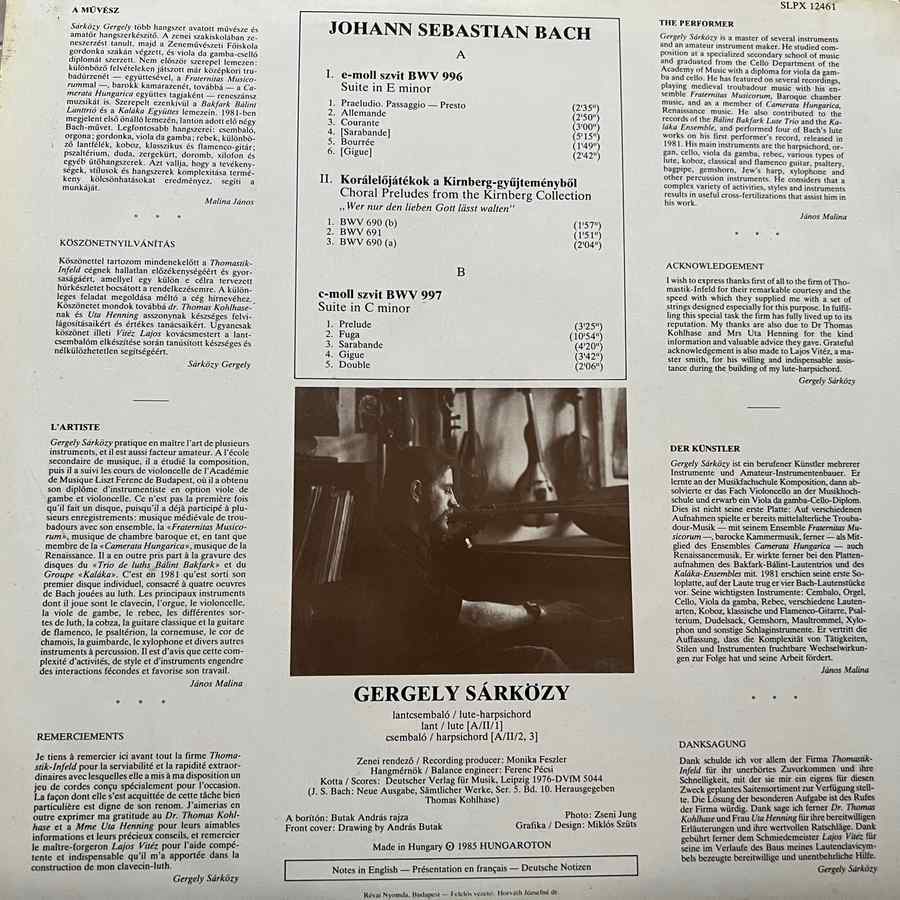 A MŰVÉSZ
Sárközy Gergely több hangszer avatott művésze és
amatőr hangszerkészítő. A zenei szakiskolában ze-
neszerzést tanult, majd a Zeneművészeti Főiskola
gordonka szakán végzett, és viola da gamba-cselló
diplomát szerzett. Nem először szerepel lemezen:
különböző felvételeken játszott már középkori tru-
badúrzenét — együttesével, a Fraternitas Musico-
rummal —, barokk kamarazenét, továbbá — a Ca-
merata Hungarica együttes tagjaként — reneszánsz
muzsikát is. Szerepelt ezenkívül a Bakfark Bálint
Lanttrió és a Kaláka Együttes lemezein. 1981-ben
megjelent első önálló lemezén, lanton adott elő négy
Bach-művet. Legfontosabb hangszerei: csembaló,
orgona; gordonka, viola da gamba; rebek, különbö-
ző lantfélék, koboz, klasszikus és flamenco-gitár;
pszaltérium, duda, zergekürt, doromb, xilofon és
egyéb ütőhangszerek. Azt vallja, hogy a tevékeny-
ségek, stílusok és hangszerek komplexitása termé-
keny kölcsönhatásokat eredményez, segíti a
munkáját.
Malina János
KÖSZÖNETNYILVÁNÍTÁS
Köszönettel tartozom mindenekelőtt a Thomastik-
Infeld cégnek hallatlan előzékenységéért és gyor-
saságáért, amellyel egy külön e célra tervezett
húrkészletet bocsátott a rendelkezésemre. A külön-
leges feladat megoldása méltó a cég hírnevéhez.
Köszönetet mondok továbbá dr. Thomas Kohlhase-
nak és Uta Henning asszonynak készséges felvi-
lágosításaikért és értékes tanácsaikért. Ugyancsak
köszönet illeti Vitéz Lajos kovácsmestert a lant-
csembalóm elkészítése során tanúsított készséges és
nélkülözhetetlen segítségéért.
Sárközy Gergely
L'ARTISTE
Gergely Sárközy pratique en maître l'art de plusieurs
instruments, et il est aussi facteur amateur. A l'école
secondaire de musique, il a étudié la composition,
puis il a suivi les cours de violoncelle de l'Académie
de Musique Liszt Ferenc de Budapest, où il a obtenu
son diplôme d'instrumentiste en option viole de
gambe et violoncelle. Ce n'est pas la première fois
qu'il fait un disque, puisqu'il a déjà participé à plu-
sieurs enregistrements: musique médiévale de trou-
badours avec son ensemble, la «Fraternitas Musico-
rum», musique de chambre baroque et, en tant que
membre de la «Camerata Hungarica», musique de la
Renaissance. Il a en outre pris part à la gravure des
disques du «Trio de luths Bálint Bakfark» et du
Groupe «Kaláka». C'est en 1981 qu'est sorti son
premier disque individuel, consacré à quatre oeuvres
de Bach jouées au luth. Les principaux instruments
dont il joue sont le clavecin, l'orgue, le violoncelle,
la viole de gambe, le rebec, les différentes sor-
tes de luth, la cobza, la guitare classique et la guitare
de flamenco, le psaltérion, la cornemuse, le cor de
chamois, la guimbarde, le xylophone et divers autres
instruments à percussion. Il est d'avis que cette com-
plexité d'activités, de style et d'instruments engendre
des interactions fécondes et favorise son travail.
János Malina
REMERCIEMENTS
Je tiens à remercier ici avant tout la firme Thoma-
stik-Infeld pour la serviabilité et la rapidité extraor-
dinaires avec lesquelles elle a mis à ma disposition un
jeu de cordes conçu spécialement pour l'occasion.
La façon dont elle s'est acquittée de cette tâche bien
particulière est digne de son renom. J'aimerais en
outre exprimer ma gratitude au Dr. Thomas Kohl-
hase et a Mme Uta Henning pour leurs aimables
informations et leurs précieux conseils, et remercier
le maître-forgeron Lajos Vitéz pour l'aide compé-
tente et indispensable qu'il m'a apportée dans la
construction de mon clavecin-luth.
Gergely Sárközy
JOHANN SEBASTIAN BACH
A
I. e-moll szvit BWV 996
Suite in E minor
1. Praeludio. Passaggio — Presto (2'35")
2. Allemande (2'50")
3. Courante (3'00")
4. [Sarabande] (5'15")
5. Bourrée (1'49")
6. [Gigue] (2'42")
II. Korálelőjátékok a Kirnberg-gyűjteményből
Choral Preludes from the Kirnberg Collection
„Wer nur den lieben Gott lässt walten"
1. BWV 690 (b) (1'57")
2. BWV 691 (1'51")
3. BWV 690 (a) (2'04")
B
c-moll szvit BWV 997
Suite in C minor
1. Prelude (3'25")
2. Fuga (10'54")
3. Sarabande (4'20")
4. Gigue (3'42")
5. Double (2'06")
GERGELY SÁRKÖZY
lantcsembaló / lute-harpsichord
lant / lute [A/II/1]
csembaló / harpsichord [A/II/2, 3]
Zenei rendező / Recording producer: Monika Feszler
Hangmérnök / Balance engineer: Ferenc Pécsi
Kotta / Scores: Deutscher Verlag für Musik, Leipzig 1976-DVfM 5044
(J. S. Bach: Neue Ausgabe, Sämtlicher Werke, Ser. 5. Bd. 10. Herausgegeben
Thomas Kohlhase)
A borítón: Butak András rajza
Front cover: Drawing by András Butak
Photo: Zseni Jung
Grafika / Design: Miklós Szüts
Made in Hungary ℗ 1985 HUNGAROTON
Notes in English — Présentation en français — Deutsche Notizen
Révai Nyomda, Budapest — Felelős vezető: Horváth Józsefné dr.
SLPX 12461
THE PERFORMER
Gergely Sárközy is a master of several instruments
and an amateur instrument maker. He studied com-
position at a specialized secondary school of music
and graduated from the Cello Department of the
Academy of Music with a diploma for viola da gam-
ba and cello. He has featured on several recordings,
playing medieval troubadour music with his en-
semble Fraternitas Musicorum, Baroque chamber
music, and as a member of Camerata Hungarica,
Renaissance music. He also contributed to the
records of the Bálint Bakfark Lute Trio and the Ka-
láka Ensemble, and performed four of Bach's lute
works on his first performer's record, released in
1981. His main instruments are the harpsichord, or-
gan, cello, viola da gamba, rebec, various types of
lute, koboz, classical and flamenco guitar, psaltery,
bagpipe, gemshorn, Jew's harp, xylophone and
other percussion instruments. He considers that a
complex variety of activities, styles and instruments
results in useful cross-fertilizations that assist him in
his work.
János Malina
ACKNOWLEDGEMENT
I wish to express thanks first of all to the firm of Tho-
mastik-Infeld for their remarkable courtesy and the
speed with which they supplied me with a set of
strings designed especially for this purpose. In fulfil-
ling this special task the firm has fully lived up to its
reputation. My thanks are also due to Dr Thomas
Kohlhase and Mrs Uta Henning for the kind
information and valuable advice they gave. Grateful
acknowledgement is also made to Lajos Vitéz, a ma-
ster smith, for his willing and indispensable assis-
tance during the building of my lute-harpsichord.
Gergely Sárközy
DER KÜNSTLER
Gergely Sárközy ist ein berufener Künstler mehrerer
Instrumente und Amateur-Instrumentenbauer. Er
lernte an der Musikfachschule Komposition, dann ab-
solvierte er das Fach Violoncello an der Musikhoch-
schule und erwarb ein Viola da gamba-Cello-Diplom.
Dies ist nicht seine erste Platte: Auf verschiedenen
Aufnahmen spielte er bereits mittelalterliche Trouba-
dour-Musik — mit seinem Ensemble Fraternitas Mu-
sicorum —, barocke Kammermusik, ferner — als Mit-
glied des Ensembles Camerata Hungarica — auch
Renaissancemusik. Er wirkte ferner bei den Platten-
aufnahmen des Bakfark-Bálint-Lautentrios und des
Kaláka-Ensembles mit. 1981 erschien seine erste So-
loplatte, auf der Laute trug er vier Bach-Lautenstücke
vor. Seine wichtigsten Instrumente: Cembalo, Orgel,
Cello, Viola da gamba, Rebec, verschiedene Lauten-
arten, Koboz, klassische und Flamenco-Gitarre, Psal-
terium, Dudelsack, Gemshorn, Maultrommel, Xylo-
phon und sonstige Schlaginstrumente. Er vertritt die
Auffassung, dass die Komplexität von Tätigkeiten,
Stilen und Instrumenten fruchtbare Wechselwirkun-
gen zur Folge hat und seine Arbeit fördert.
János Malina
DANKSAGUNG
Dank schulde ich vor allem der Firma Thomastik-
Infeld für ihr unerhörtes Zuvorkommen und ihre
Schnelligkeit, mit der sie mir ein eigens für diesen
Zweck geplantes Saitensortiment zur Verfügung stell-
te. Die Lösung der besonderen Aufgabe ist des Rufes
der Firma würdig. Dank sage ich ferner Dr. Thomas
Kohlhase und Frau Uta Henning für ihre bereitwilligen
Erläuterungen und ihre wertvollen Ratschläge. Dank
gebührt ferner dem Schmiedemeister Lajos Vitéz für
seine im Verlaufe des Baus meines Lautenclavicym-
bels bezeugte bereitwillige und unentbehrliche Hilfe.
Gergely Sárközy